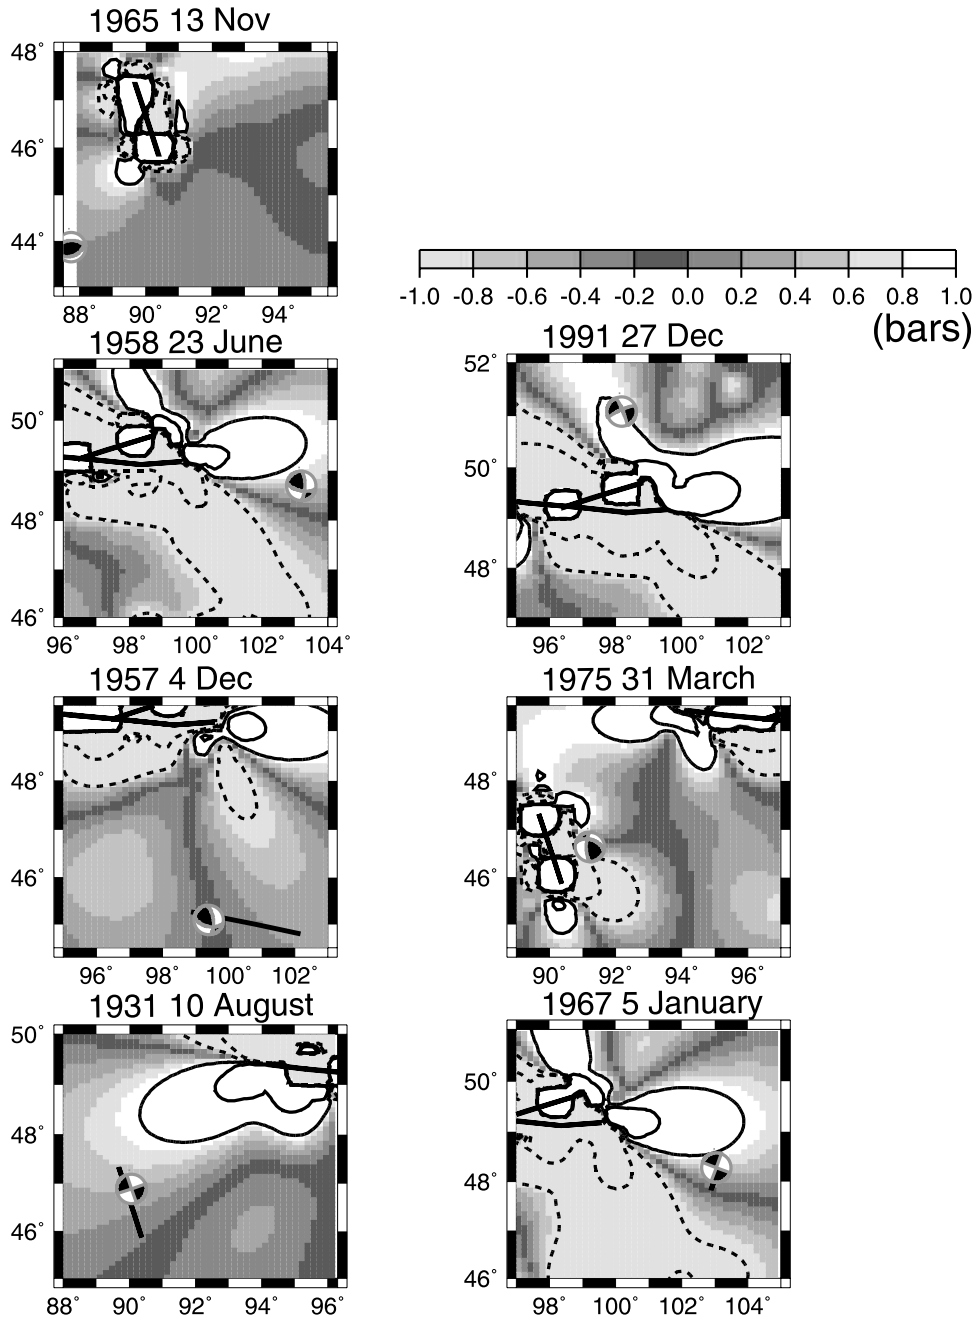 1965 13 Nov
48°
46°
44°
88° 90° 92° 94°
-1.0 -0.8 -0.6 -0.4 -0.2 0.0 0.2 0.4 0.6 0.8 1.0
(bars)
1958 23 June
50°
48°
46°
96° 98° 100° 102° 104°
1991 27 Dec
52°
50°
48°
96° 98° 100° 102°
1957 4 Dec
48°
46°
96° 98° 100° 102°
1975 31 March
48°
46°
90° 92° 94° 96°
1931 10 August
50°
48°
46°
88° 90° 92° 94° 96°
1967 5 January
50°
48°
46°
98° 100° 102° 104°